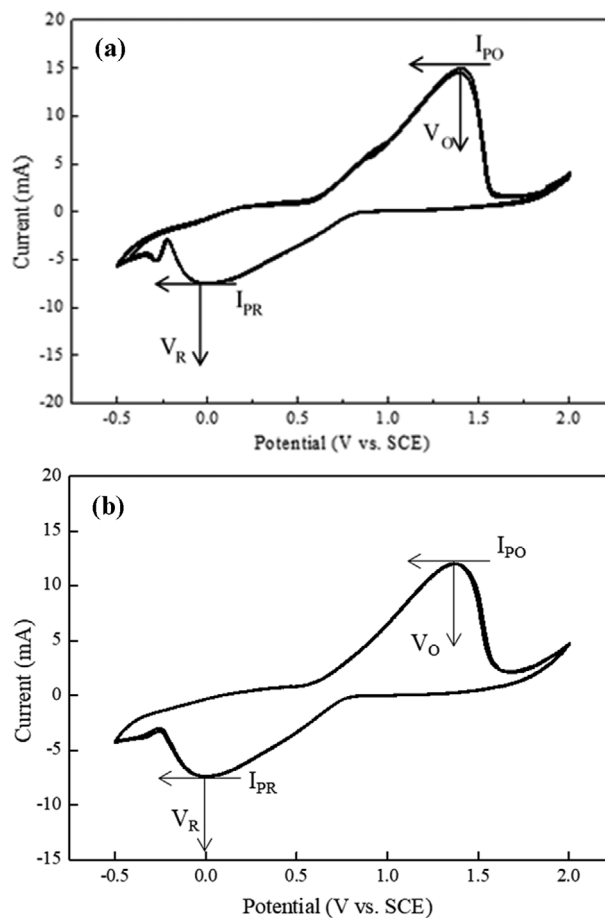 (a)
I_PO
V_O
I_PR
V_R
Current (mA)
20
15
10
5
0
-5
-10
-15
-20
-0.5 0.0 0.5 1.0 1.5 2.0
Potential (V vs. SCE)
(b)
I_PO
V_O
I_PR
V_R
Current (mA)
20
15
10
5
0
-5
-10
-15
-0.5 0.0 0.5 1.0 1.5 2.0
Potential (V vs. SCE)